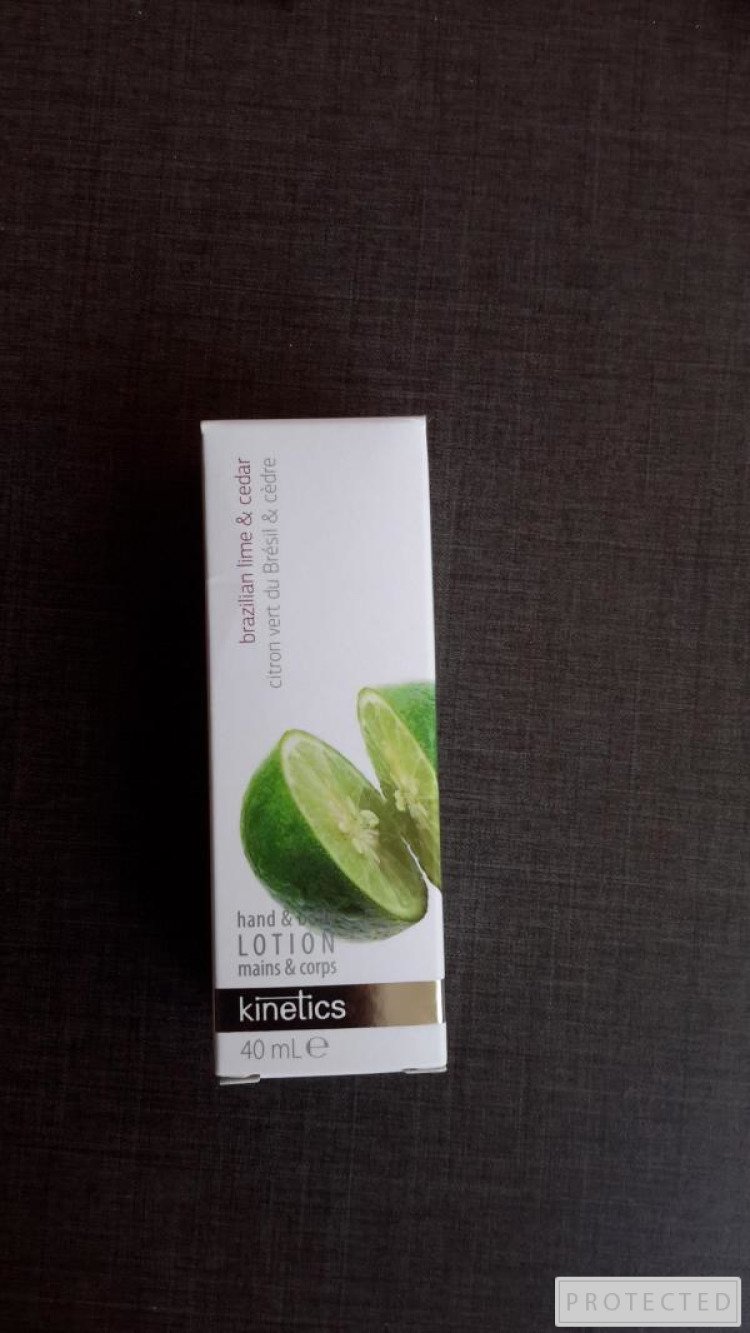 brazilian lime & cedar
citron vert du Brésil & cèdre
hand &
LOTION
mains & corps
kinetics
40 mL e
PROTECTED